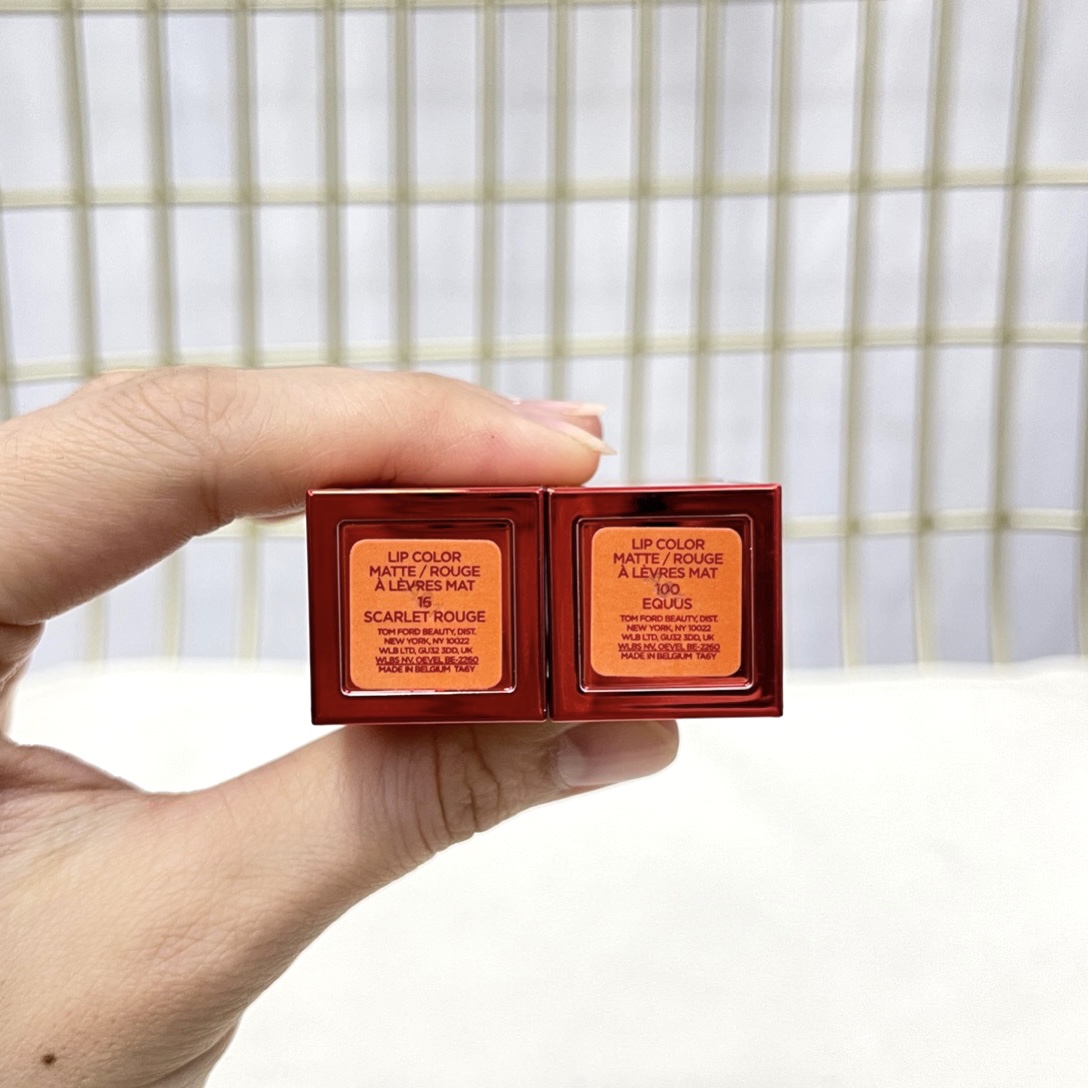 LIP COLOR
MATTE / ROUGE
À LÈVRES MAT
16
SCARLET ROUGE
TOM FORD BEAUTY, DIST.
NEW YORK, NY 10022
WLB LTD, GU32 3DD, UK
WLBS NV, OEVEL BE-2260
MADE IN BELGIUM TA6Y
LIP COLOR
MATTE / ROUGE
À LÈVRES MAT
100
EQUUS
TOM FORD BEAUTY, DIST.
NEW YORK, NY 10022
WLB LTD, GU32 3DD, UK
WLBS NV, OEVEL BE-2260
MADE IN BELGIUM TA6Y